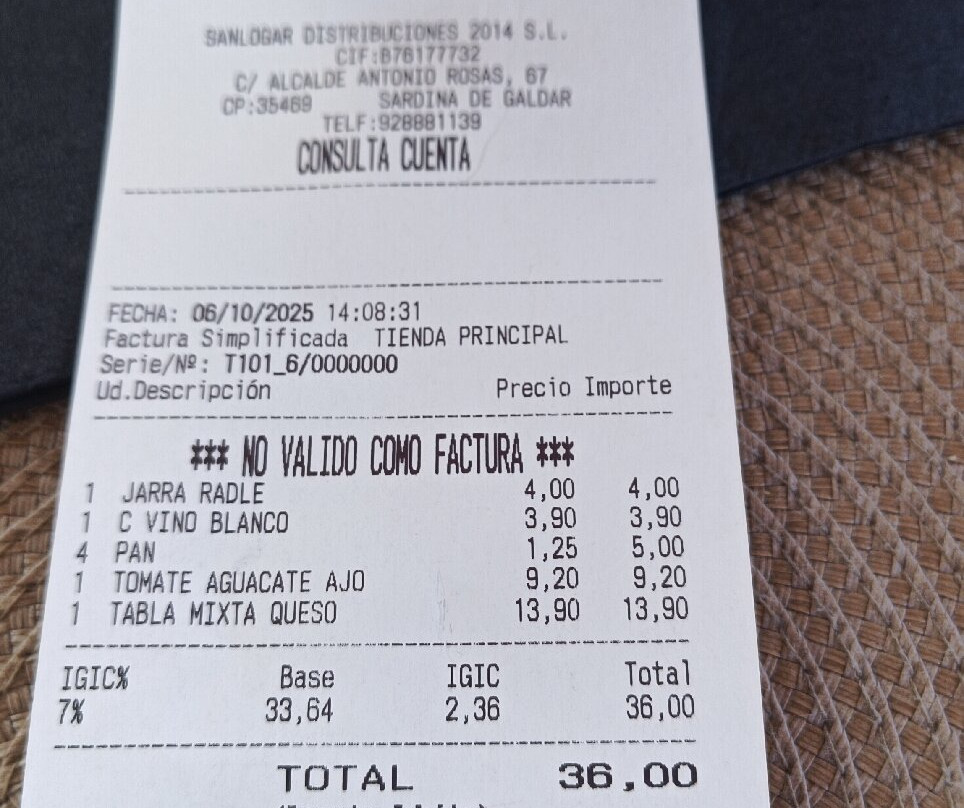 SANLOGAR DISTRIBUCIONES 2014 S.L.
CIF:B76177732
C/ ALCALDE ANTONIO ROSAS, 67
CP:35469 SARDINA DE GALDAR
TELF:928881139
CONSULTA CUENTA
FECHA: 06/10/2025 14:08:31
Factura Simplificada TIENDA PRINCIPAL
Serie/Nº: T101_6/0000000
Ud.Descripción Precio Importe
*** NO VALIDO COMO FACTURA ***
1 JARRA RADLE 4,00 4,00
1 C VINO BLANCO 3,90 3,90
4 PAN 1,25 5,00
1 TOMATE AGUACATE AJO 9,20 9,20
1 TABLA MIXTA QUESO 13,90 13,90
IGIC% Base IGIC Total
7% 33,64 2,36 36,00
TOTAL 36,00